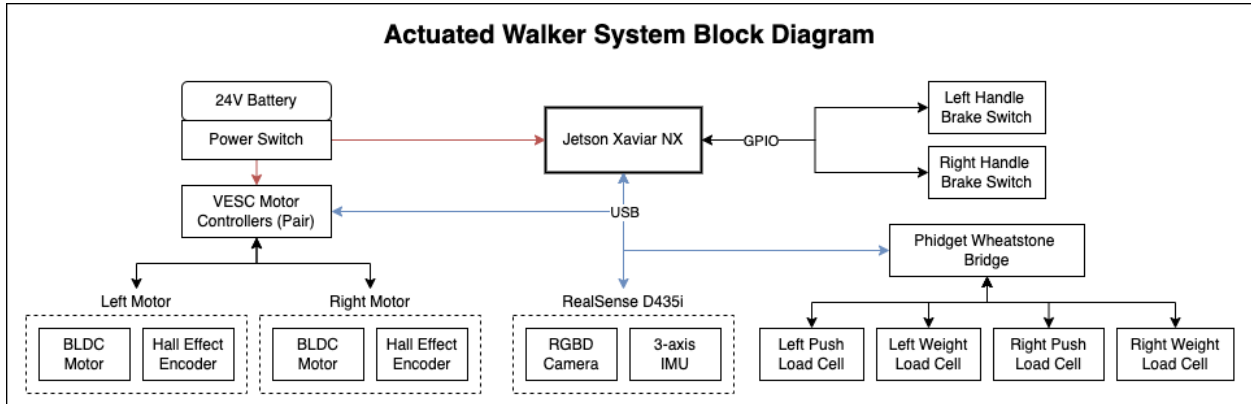 Actuated Walker System Block Diagram
24V Battery
Power Switch
Jetson Xaviar NX
GPIO
Left Handle
Brake Switch
Right Handle
Brake Switch
VESC Motor
Controllers (Pair)
USB
Phidget Wheatstone
Bridge
Left Motor
Right Motor
RealSense D435i
BLDC
Motor
Hall Effect
Encoder
BLDC
Motor
Hall Effect
Encoder
RGBD
Camera
3-axis
IMU
Left Push
Load Cell
Left Weight
Load Cell
Right Push
Load Cell
Right Weight
Load Cell